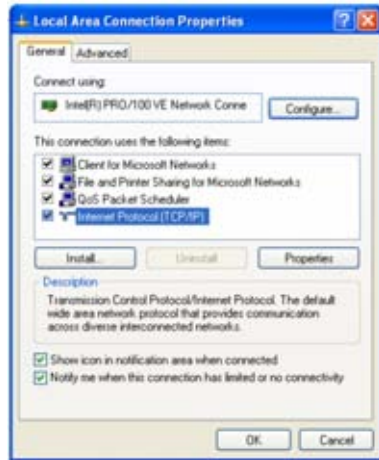 Local Area Connection Properties
General Advanced
Connect using:
Intel(R) PRO/100 VE Network Conne Configure...
This connection uses the following items:
Client for Microsoft Networks
File and Printer Sharing for Microsoft Networks
QoS Packet Scheduler
Internet Protocol (TCP/IP)
Install... Uninstall Properties
Description
Transmission Control Protocol/Internet Protocol. The default
wide area network protocol that provides communication
across diverse interconnected networks.
Show icon in notification area when connected
Notify me when this connection has limited or no connectivity
OK Cancel